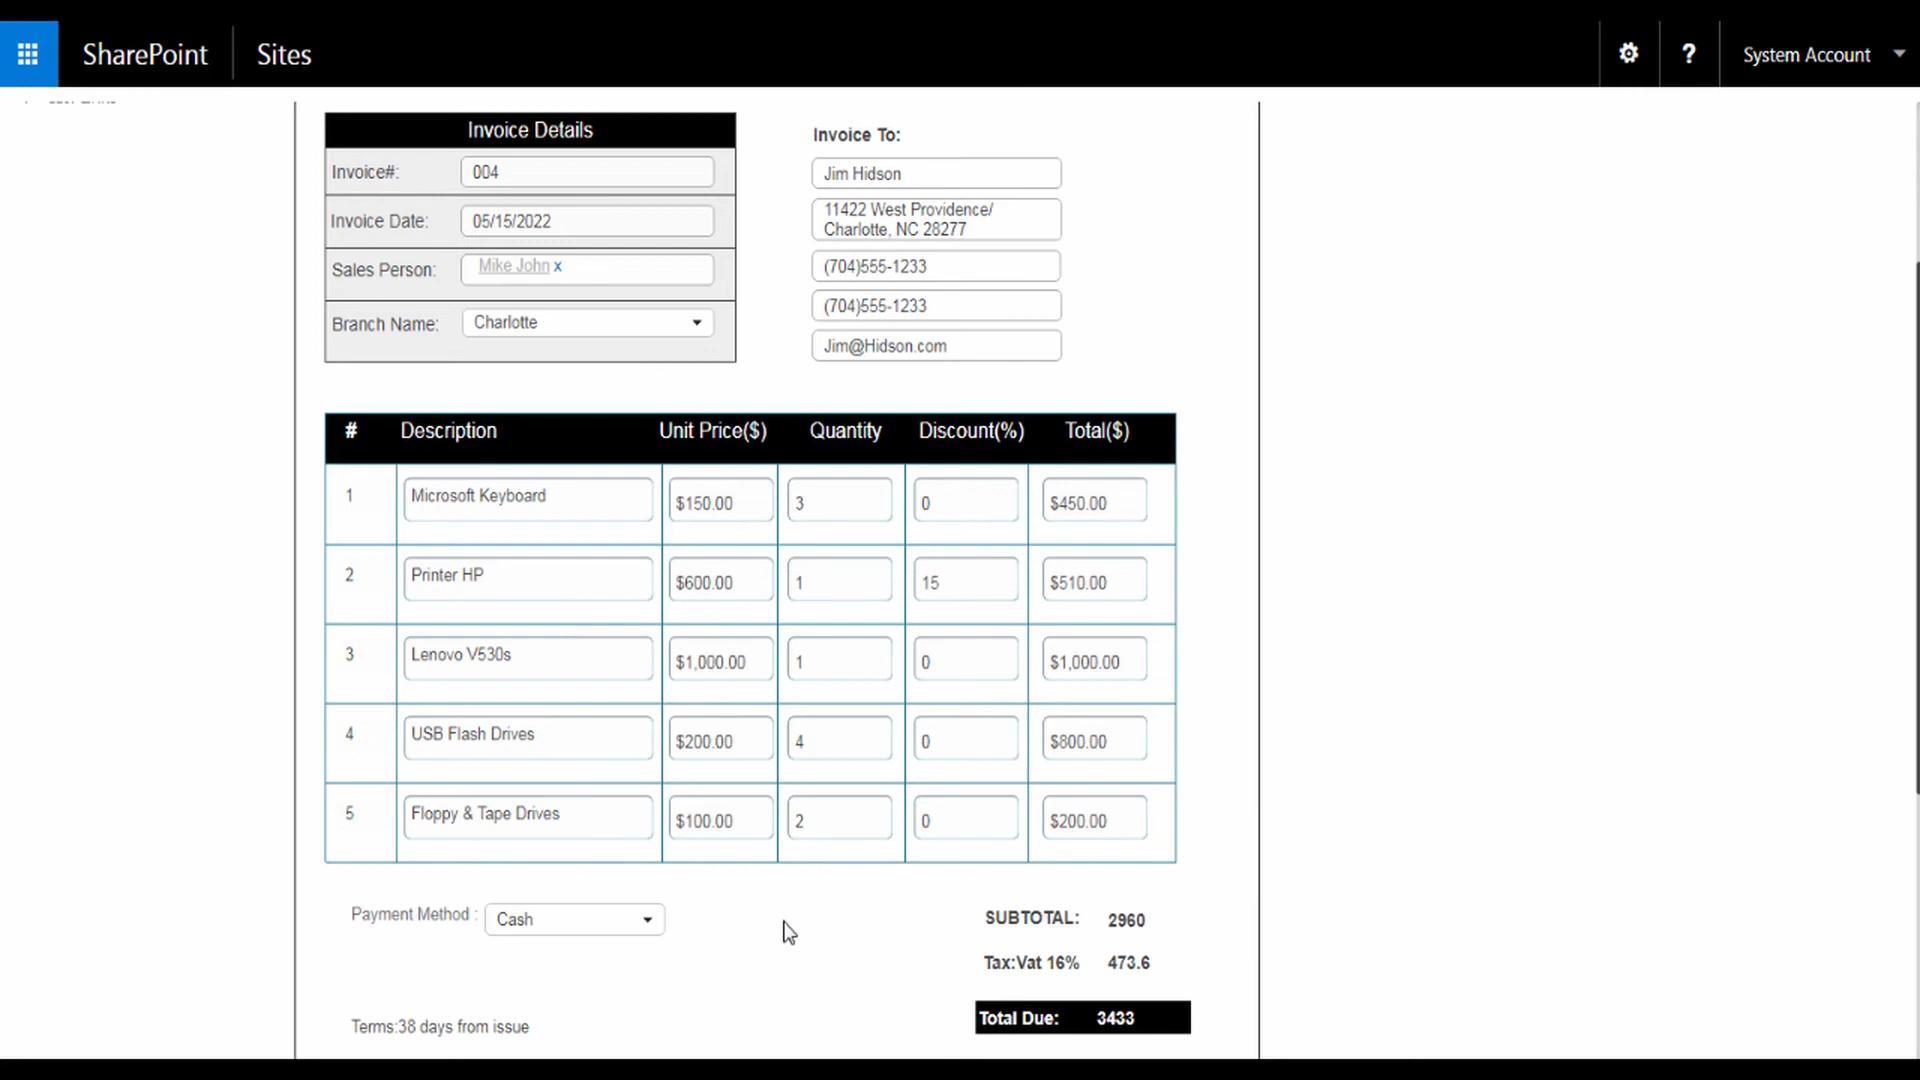 SharePoint Sites ? System Account
Invoice Details
Invoice#: 004
Invoice Date: 05/15/2022
Sales Person: Mike John x
Branch Name: Charlotte
Invoice To:
Jim Hidson
11422 West Providence/
Charlotte, NC 28277
(704)555-1233
(704)555-1233
Jim@Hidson.com
# Description Unit Price($) Quantity Discount(%) Total($)
1 Microsoft Keyboard $150.00 3 0 $450.00
2 Printer HP $600.00 1 15 $510.00
3 Lenovo V530s $1,000.00 1 0 $1,000.00
4 USB Flash Drives $200.00 4 0 $800.00
5 Floppy & Tape Drives $100.00 2 0 $200.00
Payment Method : Cash
SUBTOTAL: 2960
Tax:Vat 16% 473.6
Total Due: 3433
Terms:38 days from issue